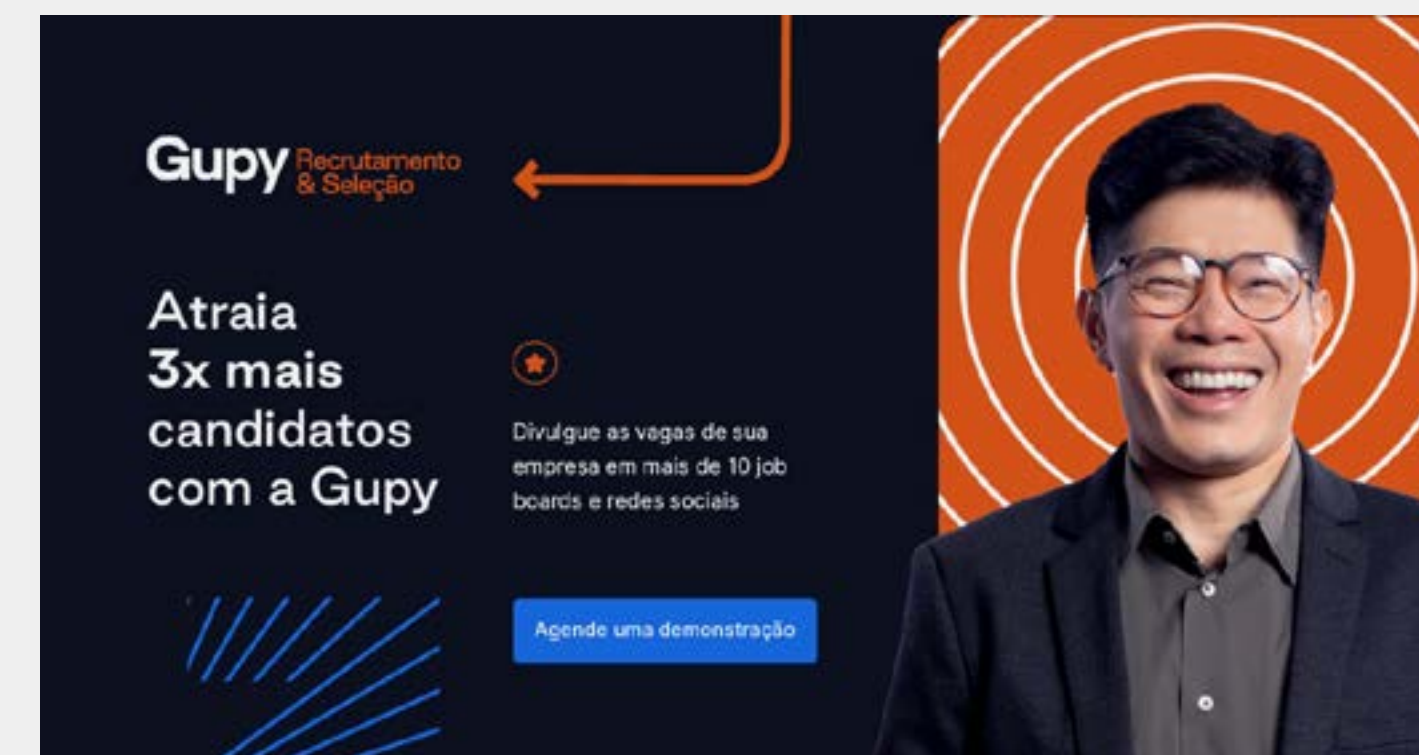 Gupy Recrutamento
& Seleção
Atraia
3x mais
candidatos
com a Gupy
Divulgue as vagas de sua
empresa em mais de 10 job
boards e redes sociais
Agende uma demonstração